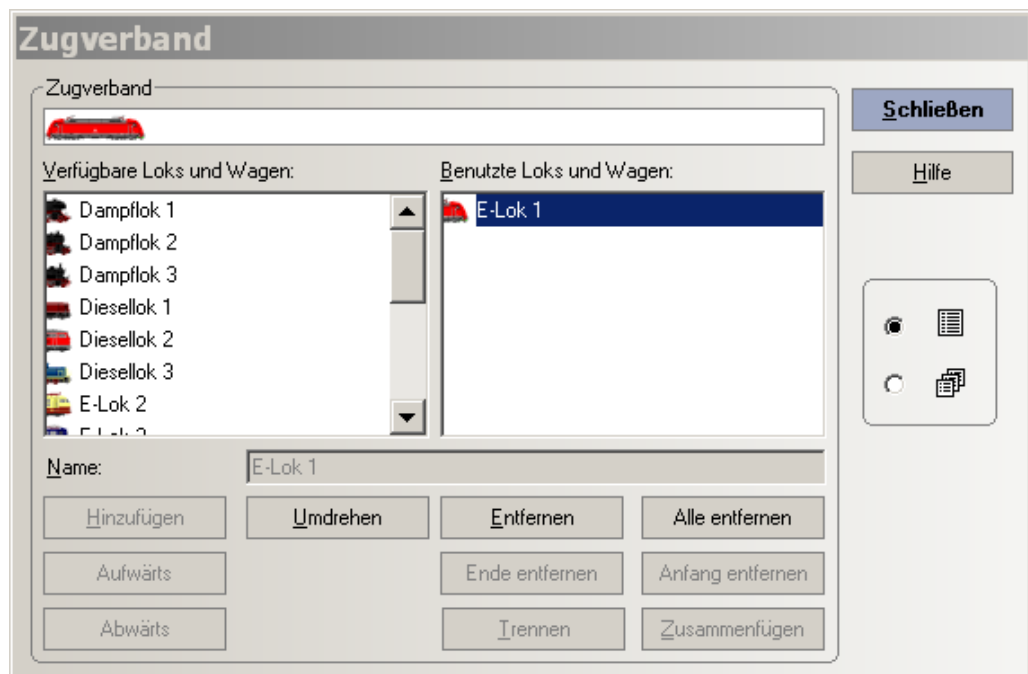 Zugverband
Zugverband
Schließen
Hilfe
Verfügbare Loks und Wagen:
Benutzte Loks und Wagen:
Dampflok 1
Dampflok 2
Dampflok 3
Diesellok 1
Diesellok 2
Diesellok 3
E-Lok 2
E-Lok 1
Name:
E-Lok 1
Hinzufügen
Umdrehen
Entfernen
Alle entfernen
Aufwärts
Ende entfernen
Anfang entfernen
Abwärts
Trennen
Zusammenfügen